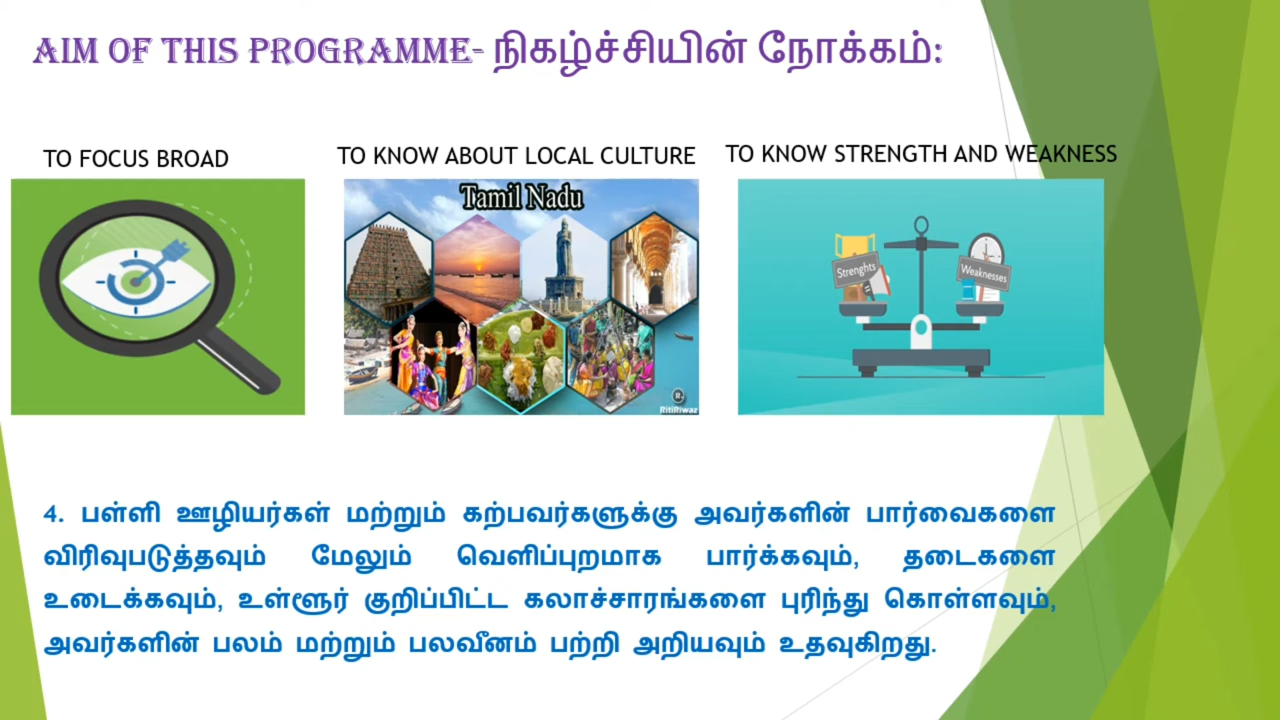 AIM OF THIS PROGRAMME- நிகழ்ச்சியின் நோக்கம்:
TO FOCUS BROAD
TO KNOW ABOUT LOCAL CULTURE
TO KNOW STRENGTH AND WEAKNESS
Tamil Nadu
Strenghts
Weaknesses
R
RitiRiwaz
4. பள்ளி ஊழியர்கள் மற்றும் கற்பவர்களுக்கு அவர்களின் பார்வைகளை
விரிவுபடுத்தவும் மேலும் வெளிப்புறமாக பார்க்கவும், தடைகளை
உடைக்கவும், உள்ளூர் குறிப்பிட்ட கலாச்சாரங்களை புரிந்து கொள்ளவும்,
அவர்களின் பலம் மற்றும் பலவீனம் பற்றி அறியவும் உதவுகிறது.